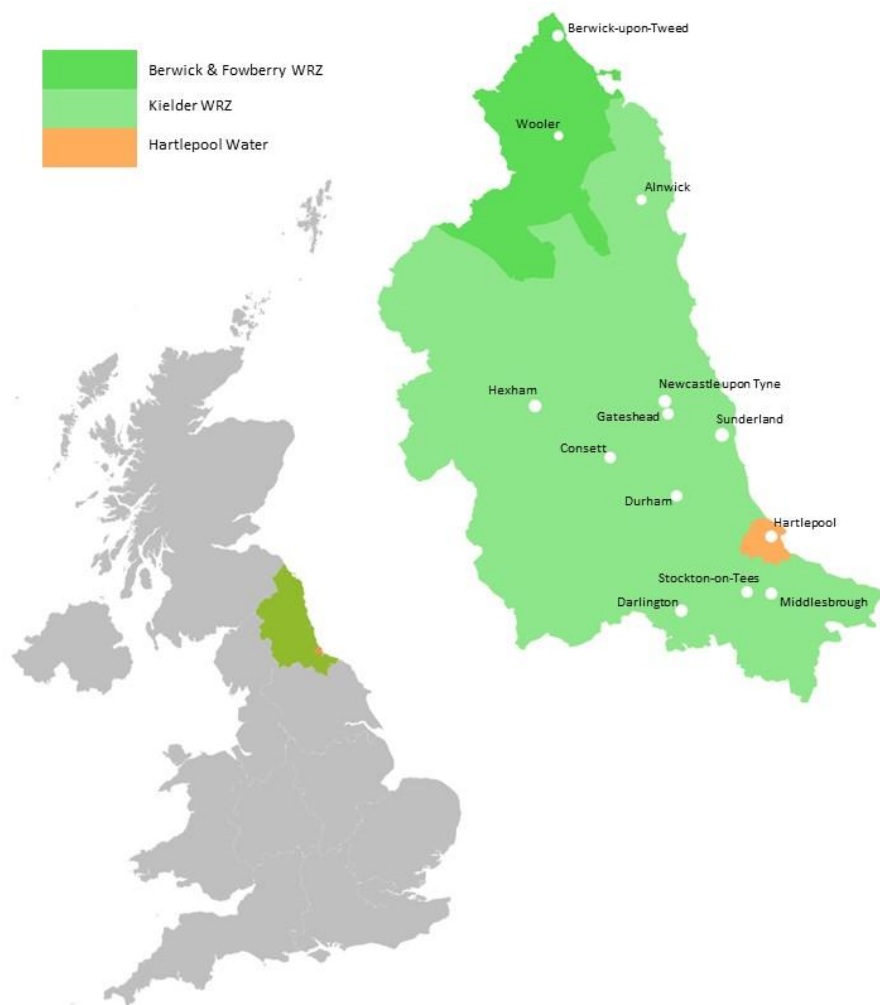 Berwick & Fowberry WRZ
Kielder WRZ
Hartlepool Water
Berwick-upon-Tweed
Wooler
Alnwick
Hexham
Newcastle upon Tyne
Gateshead
Sunderland
Consett
Durham
Hartlepool
Stockton-on-Tees
Darlington
Middlesbrough